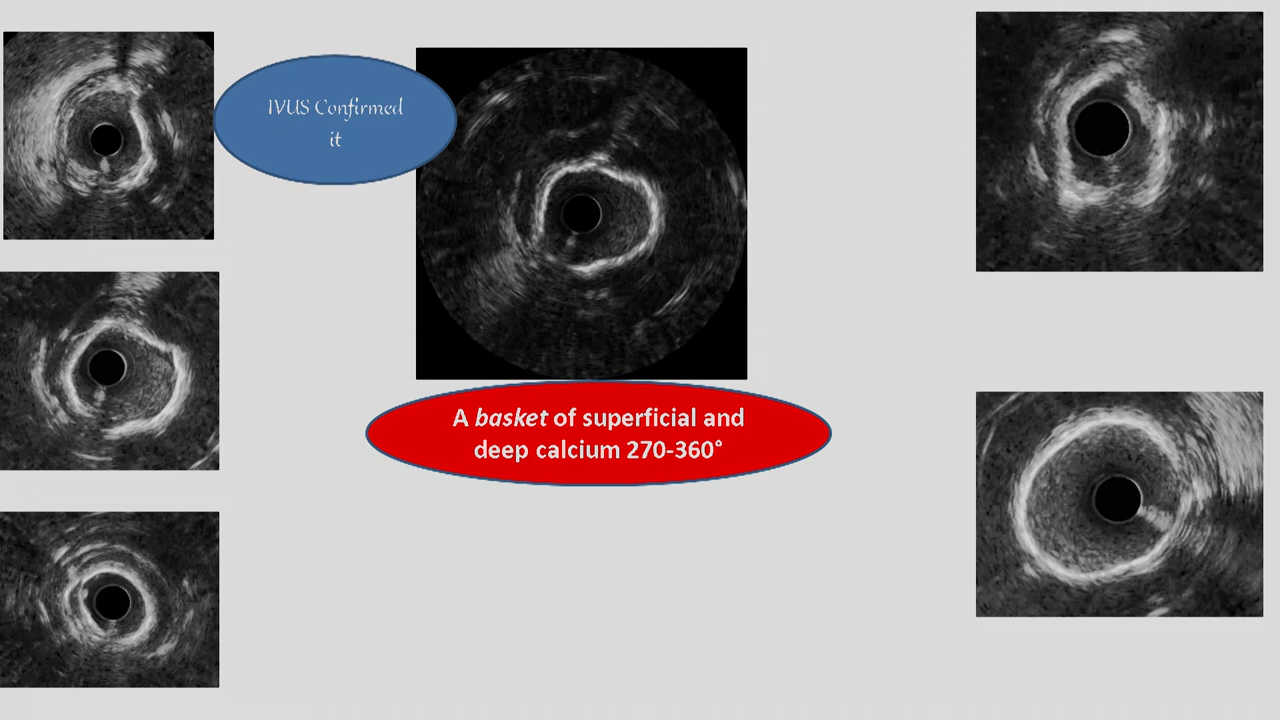 IVUS Confirmed
it
A basket of superficial and
deep calcium 270-360°